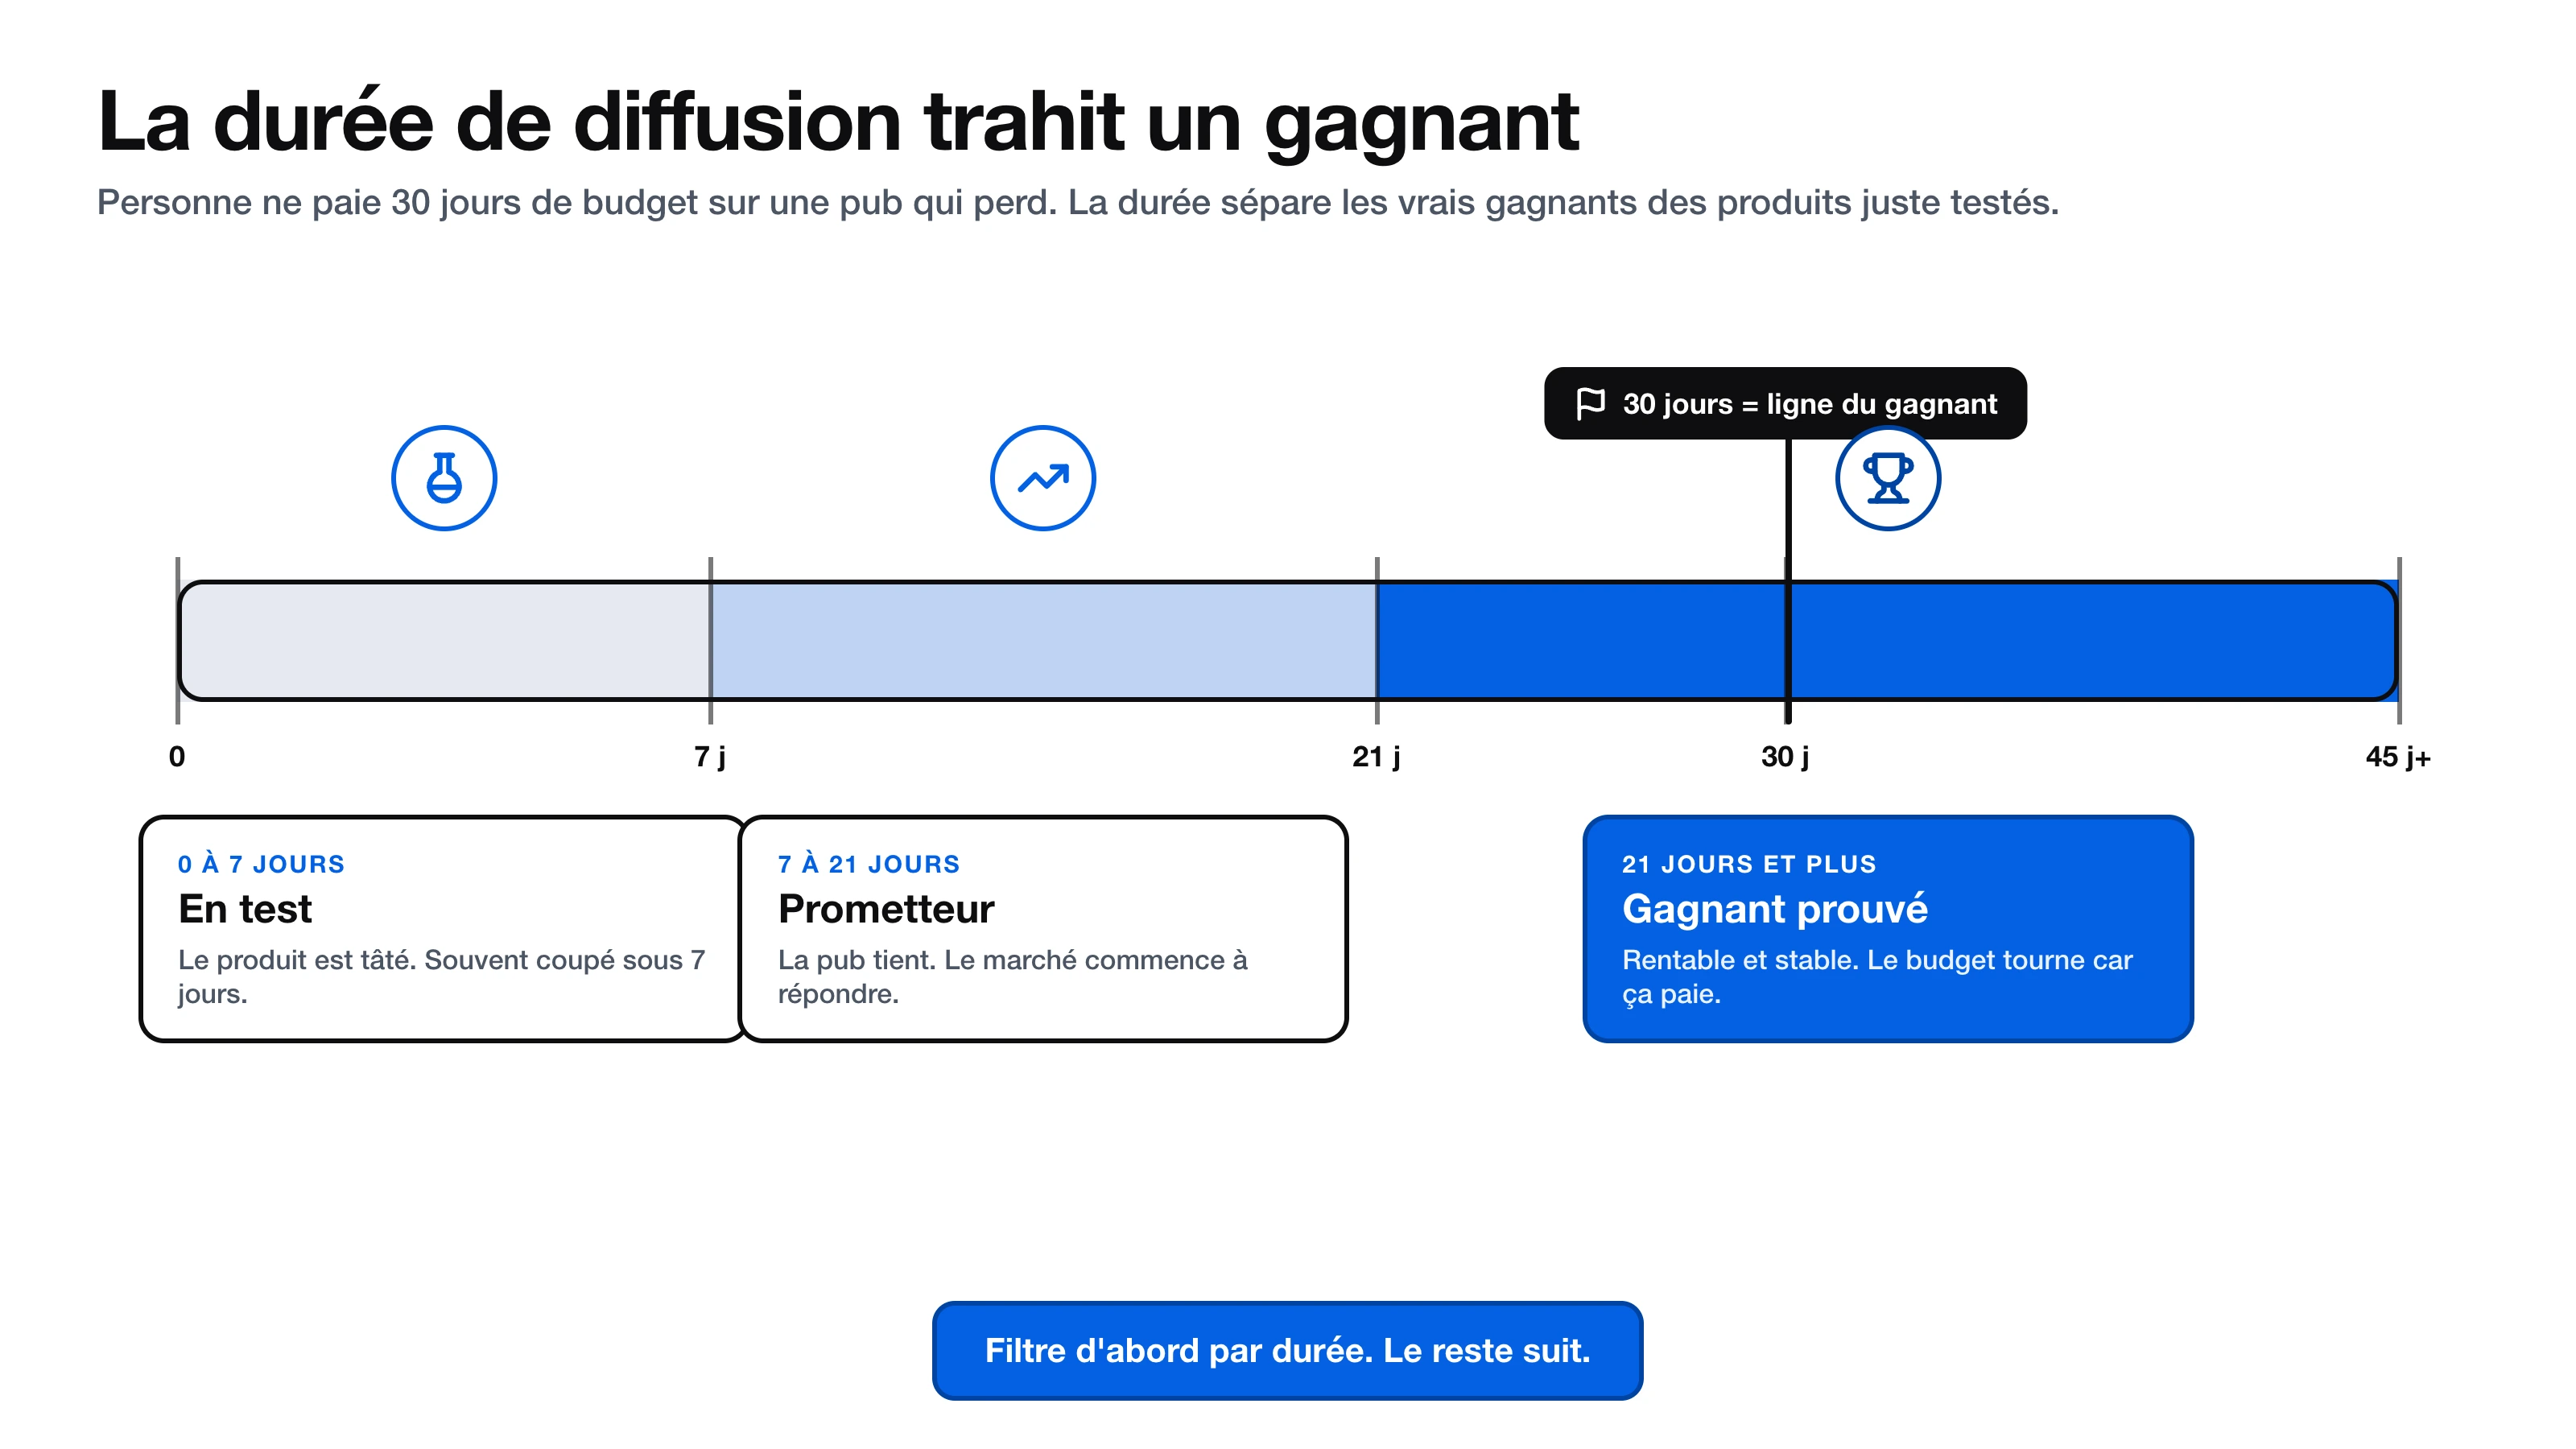 La durée de diffusion trahit un gagnant
Personne ne paie 30 jours de budget sur une pub qui perd. La durée sépare les vrais gagnants des produits juste testés.
30 jours = ligne du gagnant
0
7 j
21 j
30 j
45 j+
0 À 7 JOURS
En test
Le produit est tâté. Souvent coupé sous 7
jours.
7 À 21 JOURS
Prometteur
La pub tient. Le marché commence à
répondre.
21 JOURS ET PLUS
Gagnant prouvé
Rentable et stable. Le budget tourne car
ça paie.
Filtre d'abord par durée. Le reste suit.